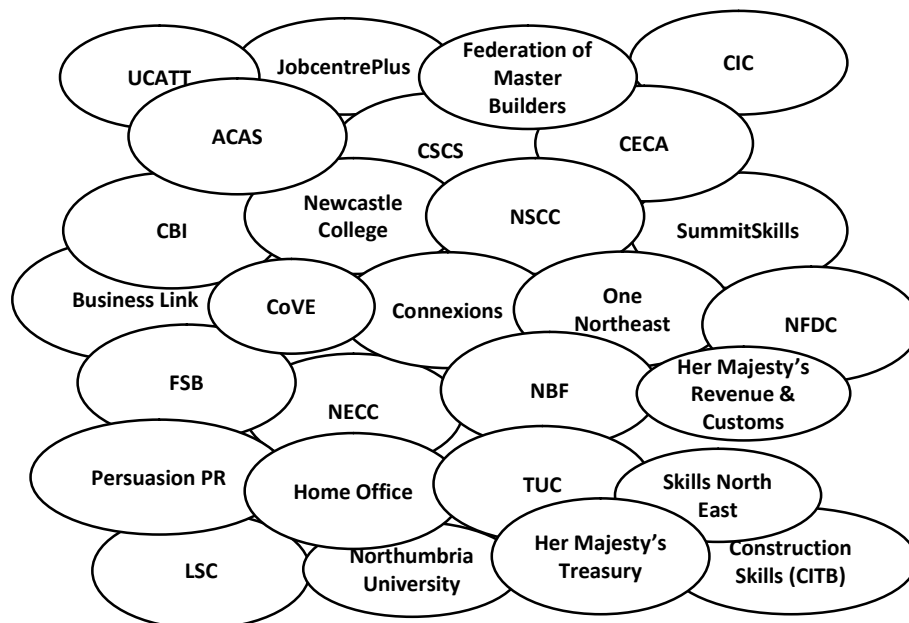 UCATT
JobcentrePlus
Federation of
Master
Builders
CIC
ACAS
CSCS
CECA
CBI
Newcastle
College
NSCC
SummitSkills
Business Link
CoVE
Connexions
One
Northeast
NFDC
FSB
NECC
NBF
Her Majesty’s
Revenue &
Customs
Persuasion PR
Home Office
TUC
Skills North
East
LSC
Northumbria
University
Her Majesty’s
Treasury
Construction
Skills (CITB)